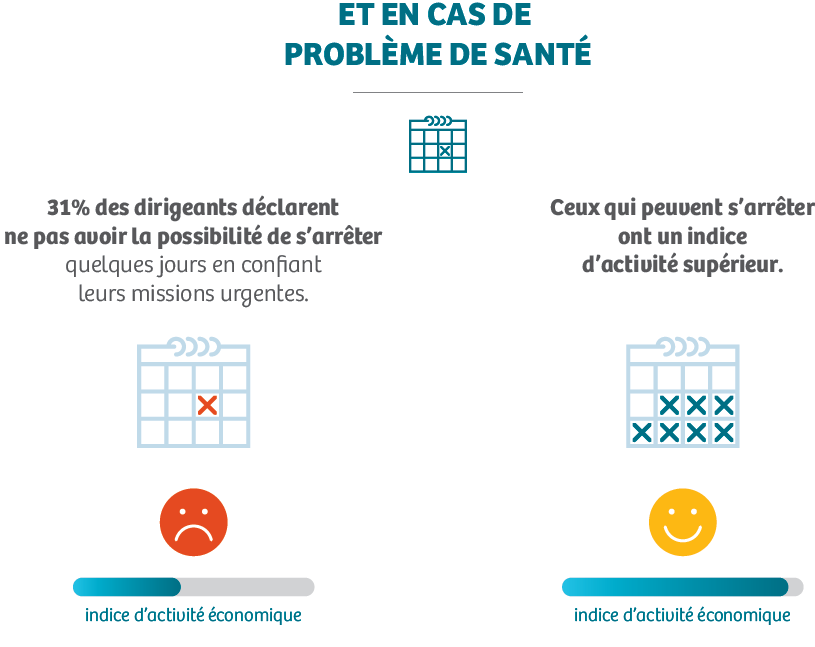 ET EN CAS DE
PROBLÈME DE SANTÉ
31% des dirigeants déclarent
ne pas avoir la possibilité de s'arrêter
quelques jours en confiant
leurs missions urgentes.
Ceux qui peuvent s'arrêter
ont un indice
d'activité supérieur.
indice d'activité économique
indice d'activité économique